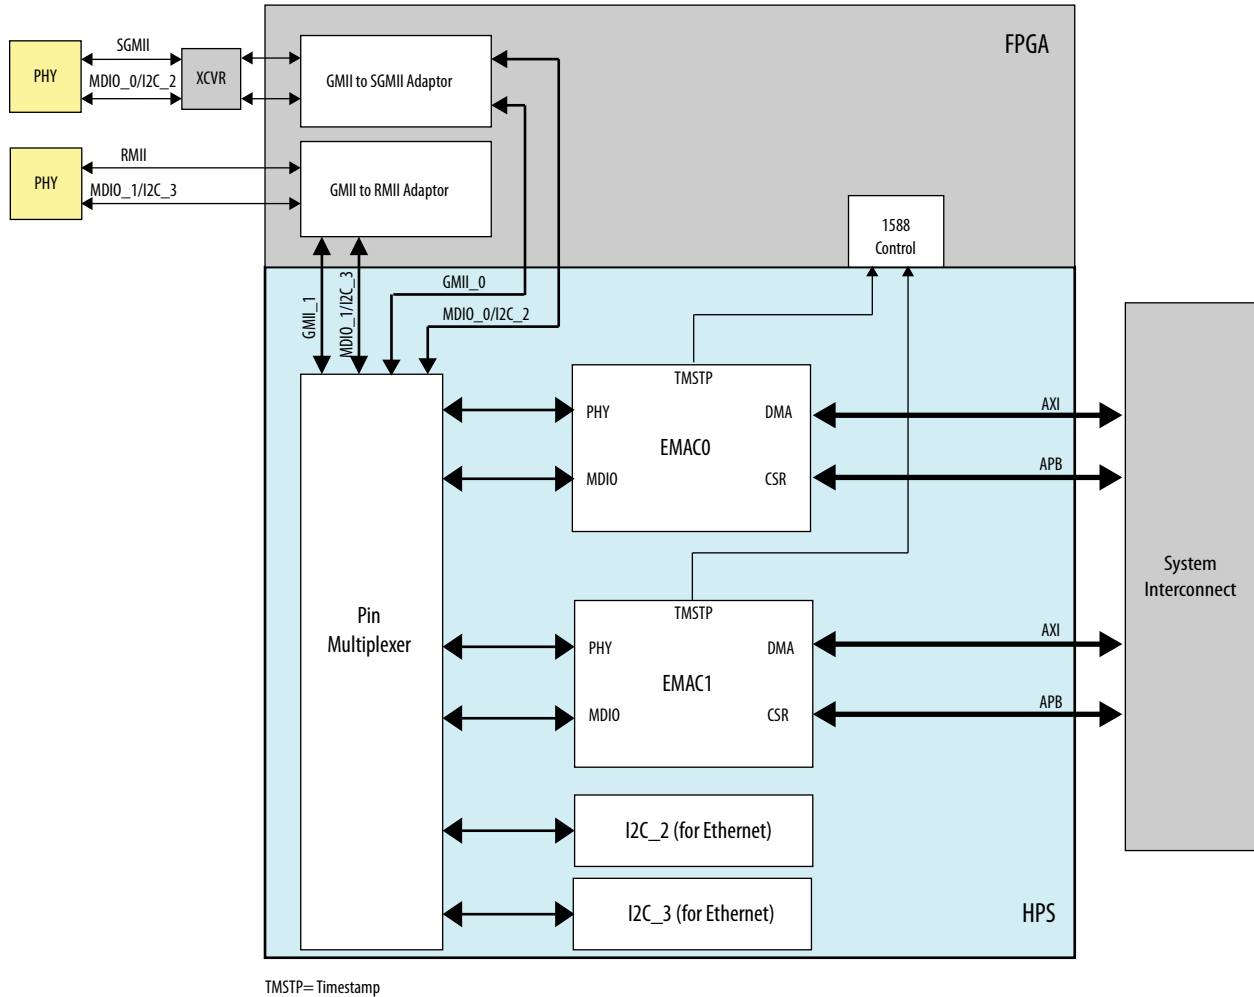 FPGA
SGMII
PHY
MDIO_0/I2C_2
XCVR
GMII to SGMII Adaptor
RMII
PHY
MDIO_1/I2C_3
GMII to RMII Adaptor
1588
Control
GMII_1
MDIO_1/I2C_3
GMII_0
MDIO_0/I2C_2
TMSTP
PHY
DMA
EMAC0
MDIO
CSR
AXI
APB
System
Interconnect
Pin
Multiplexer
TMSTP
PHY
DMA
EMAC1
MDIO
CSR
AXI
APB
I2C_2 (for Ethernet)
I2C_3 (for Ethernet)
HPS
TMSTP= Timestamp